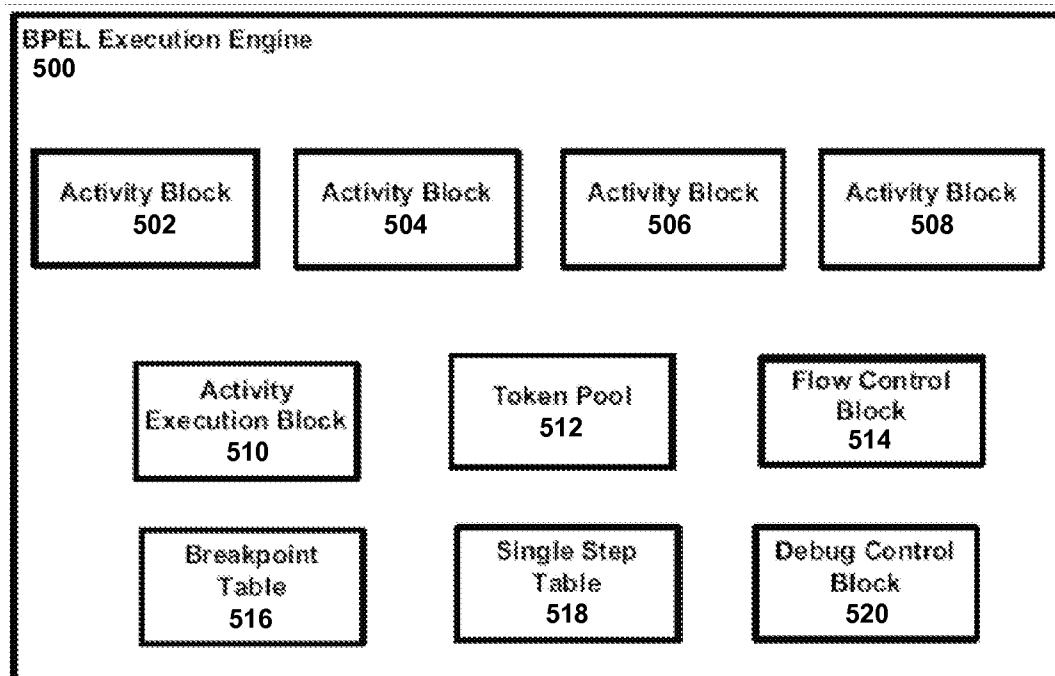 BPEL Execution Engine
500
Activity Block
502
Activity Block
504
Activity Block
506
Activity Block
508
Activity
Execution Block
510
Token Pool
512
Flow Control
Block
514
Breakpoint
Table
516
Single Step
Table
518
Debug Control
Block
520